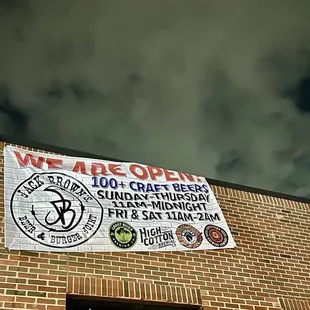 WE ARE OPEN!
100+ CRAFT BEERS
SUNDAY-THURSDAY
11AM-MIDNIGHT
FRI & SAT 11AM-2AM
JACK BROWN'S
JB
BEER & BURGER JOINT
HIGH
COTTON